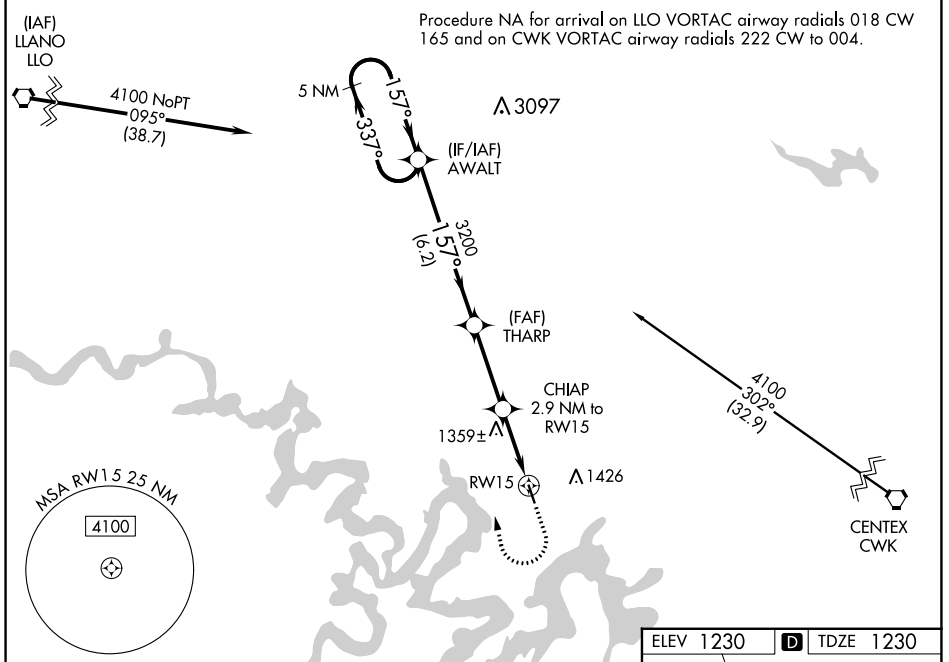 Procedure NA for arrival on LLO VORTAC airway radials 018 CW
165 and on CWK VORTAC airway radials 222 CW to 004.
(IAF)
LLANO
LLO
4100 NoPT
095°
(38.7)
5 NM
157°
337°
3097
(IF/IAF)
AWALT
3200
157°
(6.2)
(FAF)
THARP
4100
302°
(32.9)
CHIAP
2.9 NM to
RW15
1359±
RW15
1426
CENTEX
CWK
MSA RW15 25 NM
4100
ELEV 1230 D TDZE 1230